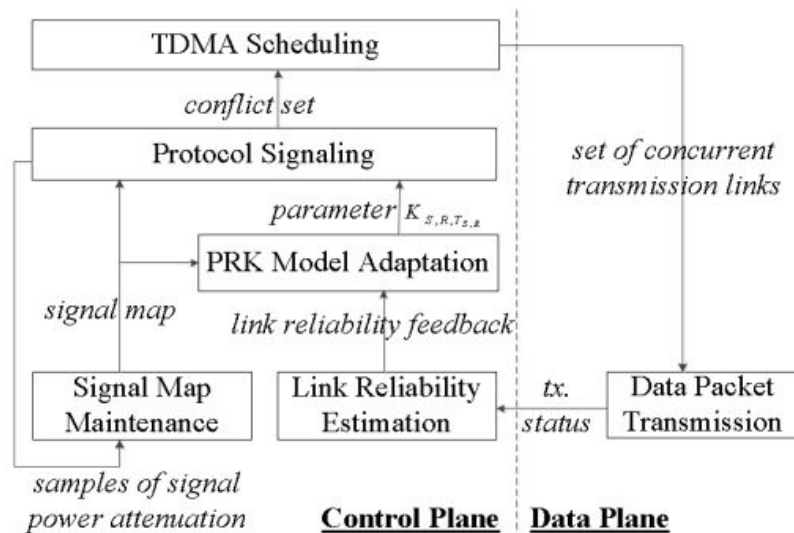 TDMA Scheduling
conflict set
Protocol Signaling
set of concurrent
transmission links
parameter K S,R,T S,R
PRK Model Adaptation
signal map
link reliability feedback
Signal Map
Maintenance
Link Reliability
Estimation
tx.
status
Data Packet
Transmission
samples of signal
power attenuation
Control Plane
Data Plane